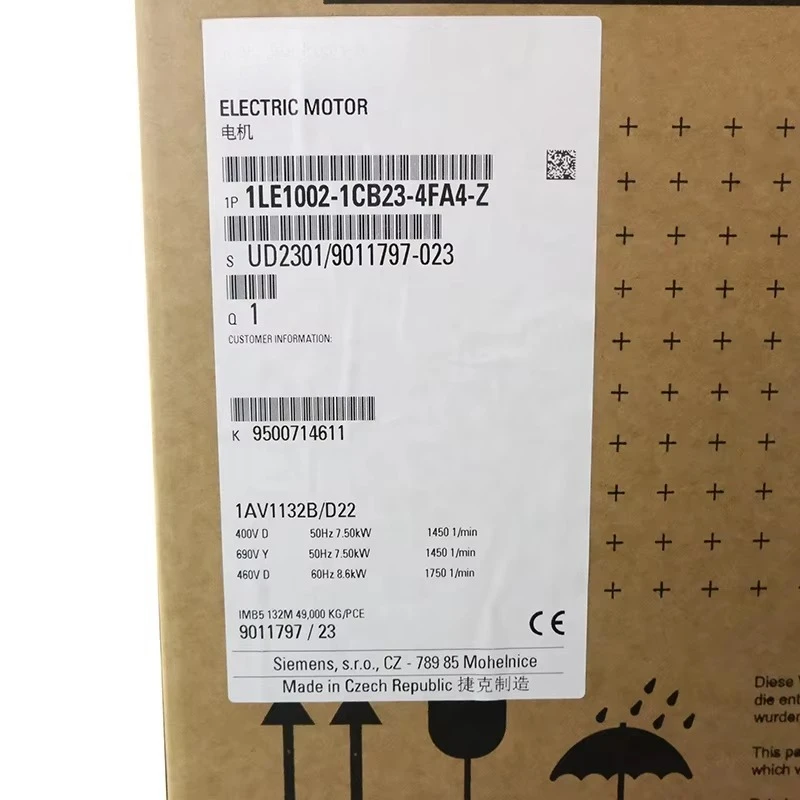 ELECTRIC MOTOR
电机
1P 1LE1002-1CB23-4FA4-Z
S UD2301/9011797-023
Q 1
CUSTOMER INFORMATION:
K 9500714611
1AV1132B/D22
400V D 50Hz 7.50kW 1450 1/min
690V Y 50Hz 7.50kW 1450 1/min
460V D 60Hz 8.6kW 1750 1/min
IMB5 132M 49,000 KG/PCE
9011797 / 23
CE
Siemens, s.r.o., CZ - 789 85 Mohelnice
Made in Czech Republic 捷克制造
Diese
die
wurden
This
which